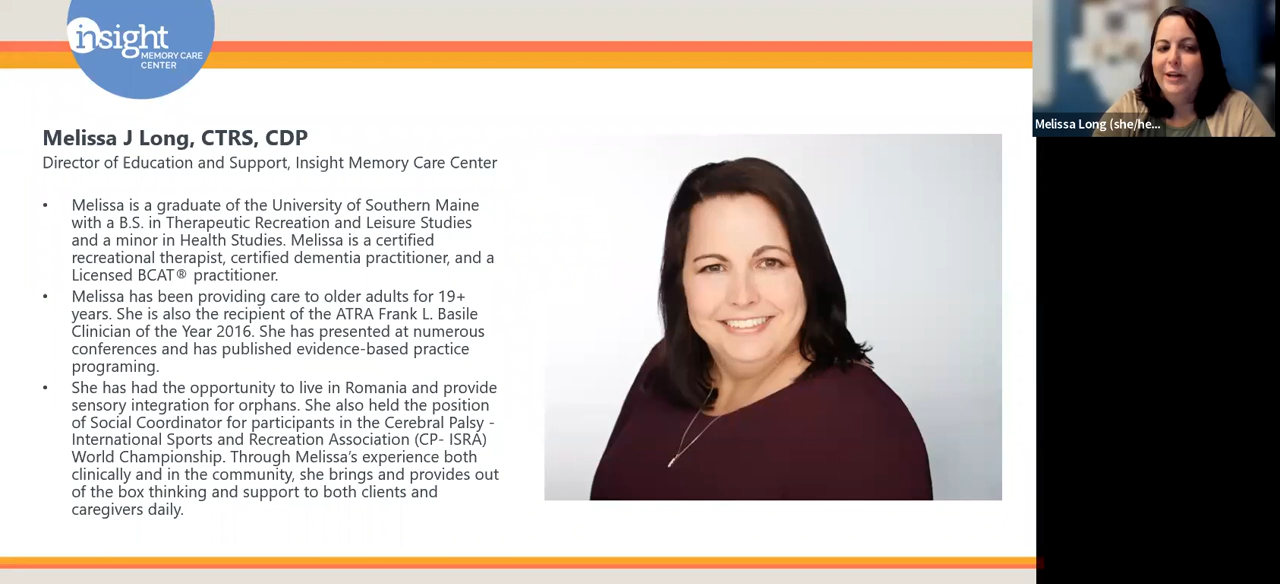 insight
MEMORY CARE
CENTER
Melissa Long (she/he...
Melissa J Long, CTRS, CDP
Director of Education and Support, Insight Memory Care Center
• Melissa is a graduate of the University of Southern Maine
with a B.S. in Therapeutic Recreation and Leisure Studies
and a minor in Health Studies. Melissa is a certified
recreational therapist, certified dementia practitioner, and a
Licensed BCAT® practitioner.
• Melissa has been providing care to older adults for 19+
years. She is also the recipient of the ATRA Frank L. Basile
Clinician of the Year 2016. She has presented at numerous
conferences and has published evidence-based practice
programing.
• She has had the opportunity to live in Romania and provide
sensory integration for orphans. She also held the position
of Social Coordinator for participants in the Cerebral Palsy -
International Sports and Recreation Association (CP- ISRA)
World Championship. Through Melissa's experience both
clinically and in the community, she brings and provides out
of the box thinking and support to both clients and
caregivers daily.